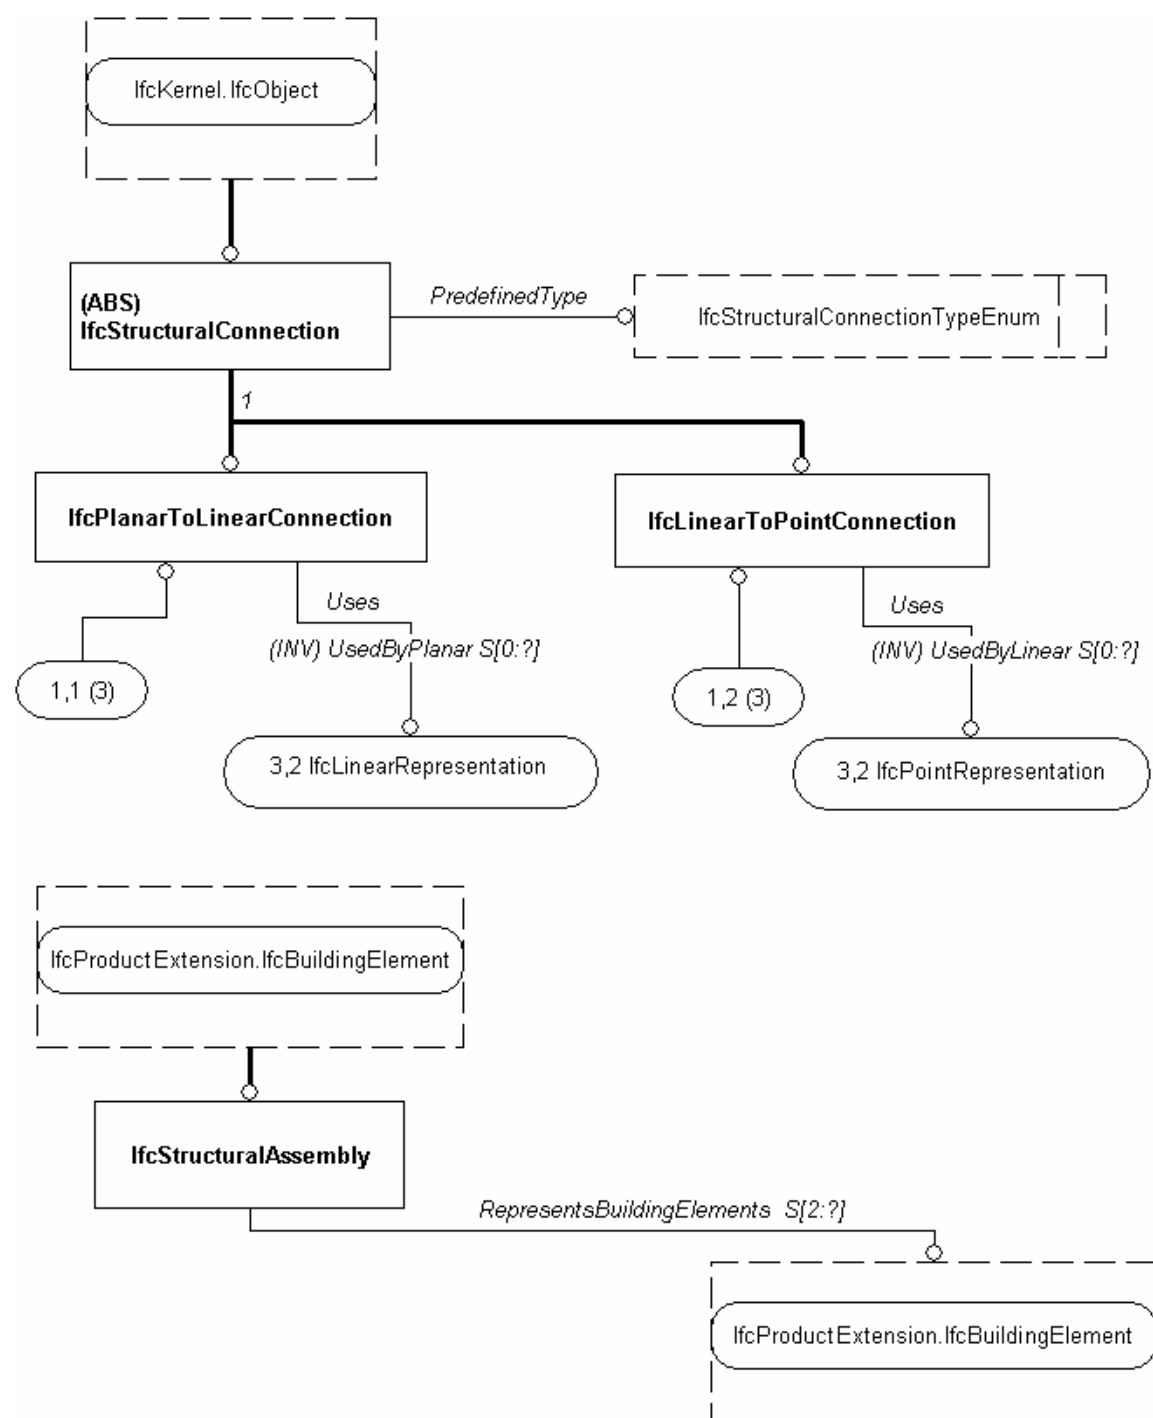 IfcKernel.IfcObject
(ABS)
IfcStructuralConnection
PredefinedType
IfcStructuralConnectionTypeEnum
1
IfcPlanarToLinearConnection
IfcLinearToPointConnection
Uses
(INV) UsedByPlanar S[0:?]
Uses
(INV) UsedByLinear S[0:?]
1,1 (3)
1,2 (3)
3,2 IfcLinearRepresentation
3,2 IfcPointRepresentation
IfcProductExtension.IfcBuildingElement
IfcStructuralAssembly
RepresentsBuildingElements S[2:?]
IfcProductExtension.IfcBuildingElement